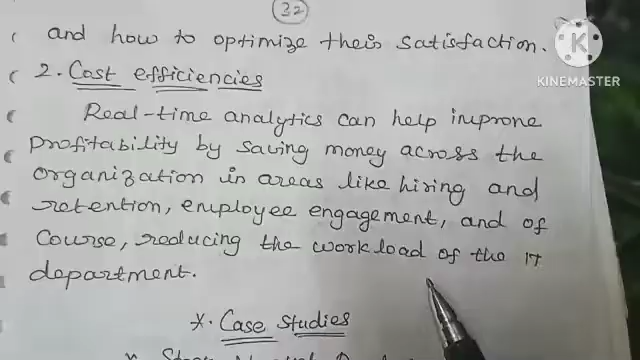 32
and how to optimize their satisfaction.
2. Cost efficiencies
Real-time analytics can help improve
profitability by saving money across the
organization in areas like hiring and
retention, employee engagement, and of
course, reducing the workload of the IT
department.
*. Case Studies
K
KINEMASTER